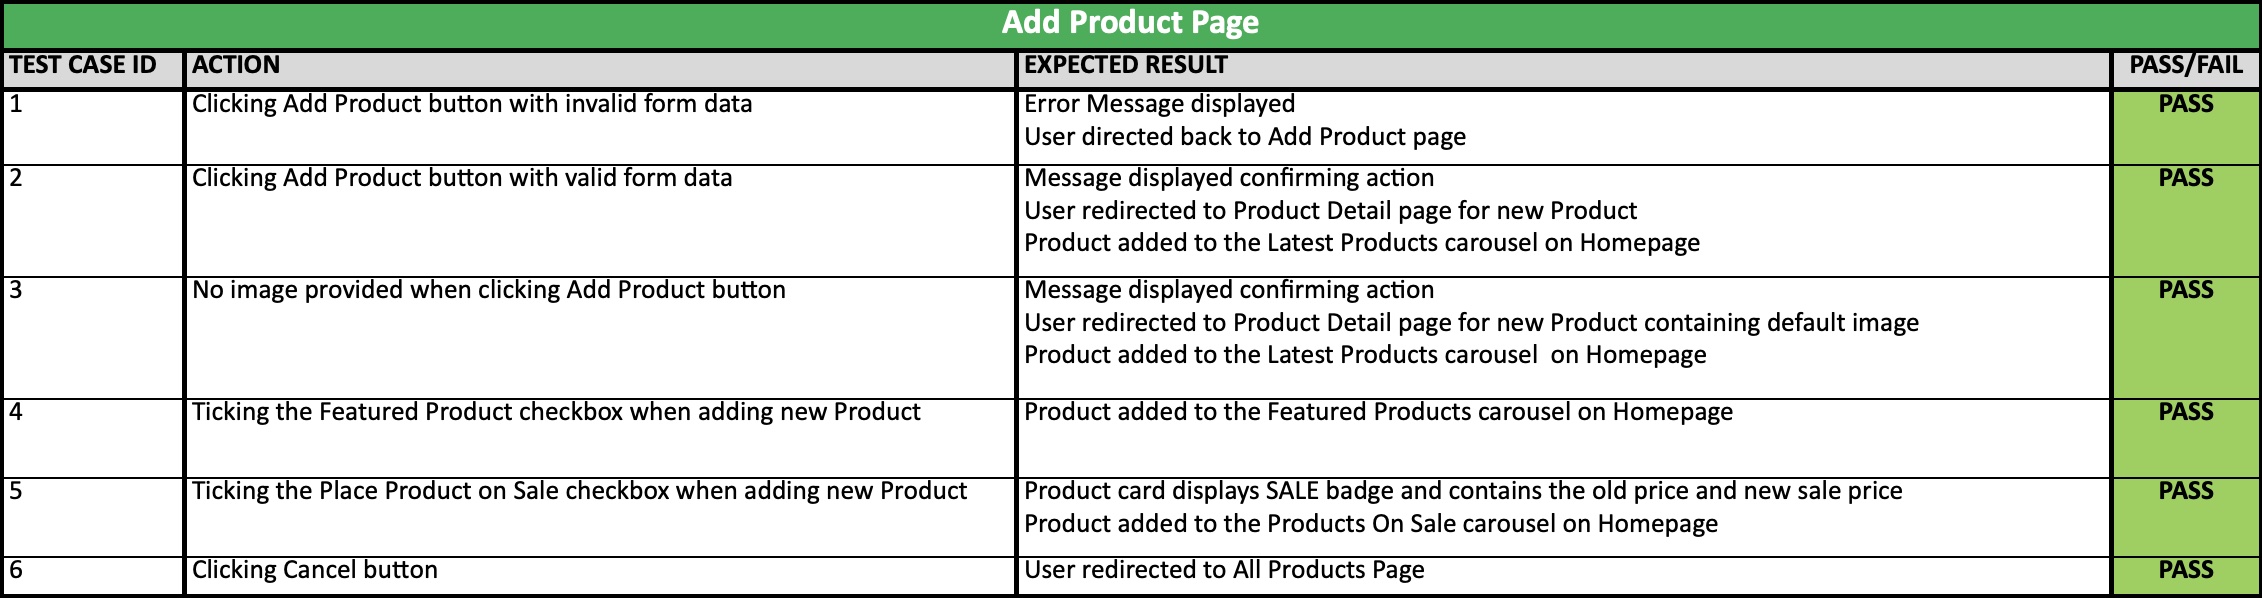 Add Product Page
TEST CASE ID ACTION EXPECTED RESULT PASS/FAIL
1 Clicking Add Product button with invalid form data Error Message displayed PASS
User directed back to Add Product page
2 Clicking Add Product button with valid form data Message displayed confirming action PASS
User redirected to Product Detail page for new Product
Product added to the Latest Products carousel on Homepage
3 No image provided when clicking Add Product button Message displayed confirming action PASS
User redirected to Product Detail page for new Product containing default image
Product added to the Latest Products carousel  on Homepage
4 Ticking the Featured Product checkbox when adding new Product Product added to the Featured Products carousel on Homepage PASS
5 Ticking the Place Product on Sale checkbox when adding new Product Product card displays SALE badge and contains the old price and new sale price PASS
Product added to the Products On Sale carousel on Homepage
6 Clicking Cancel button User redirected to All Products Page PASS